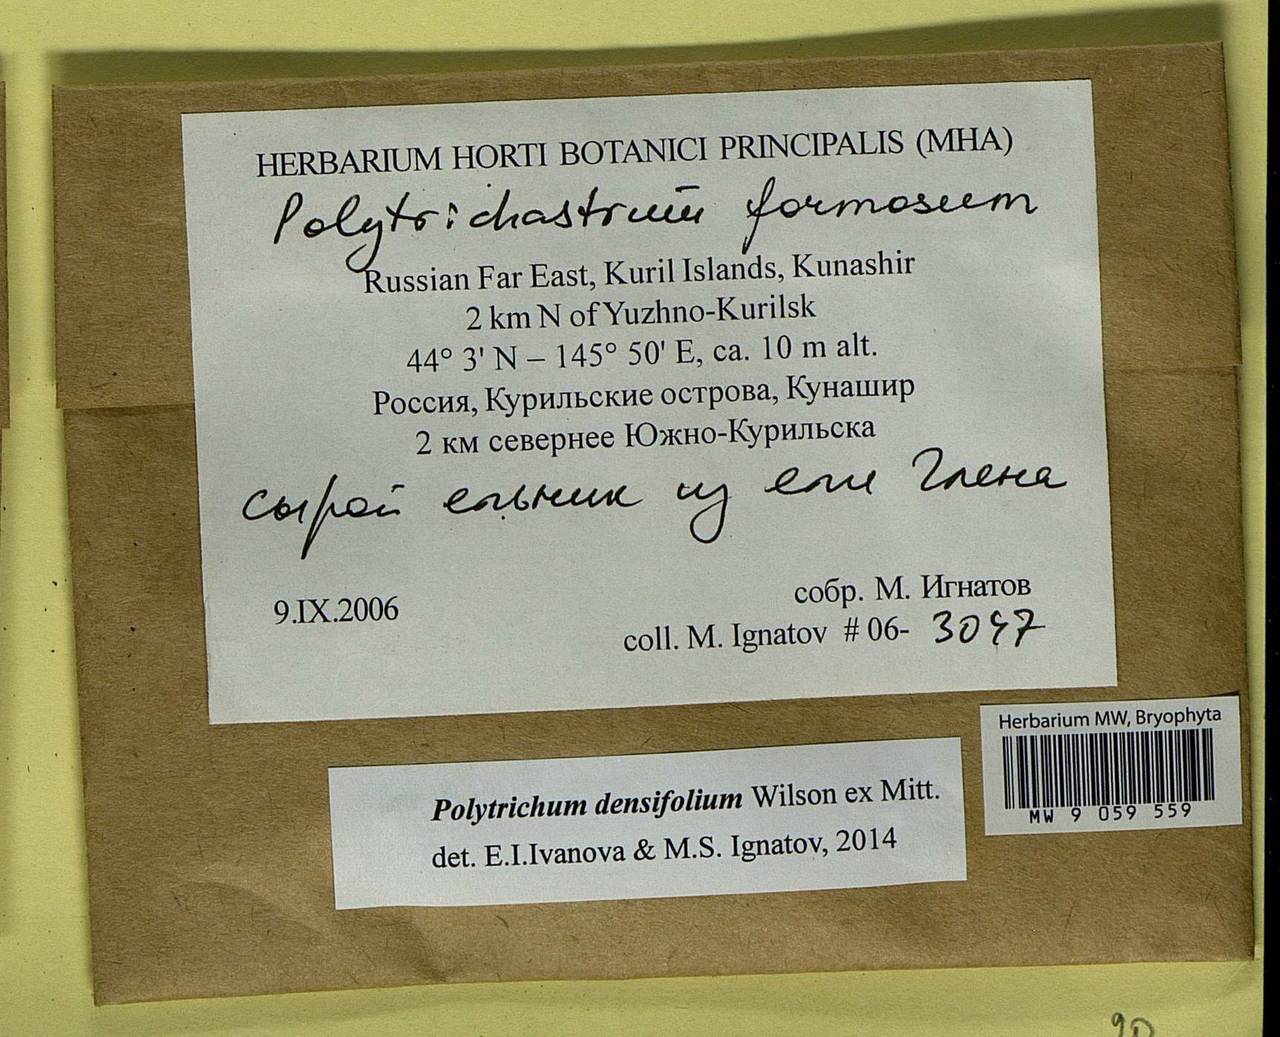 HERBARIUM HORTI BOTANICI PRINCIPALIS (MHA)
Polytrichastrum formosum
Russian Far East, Kuril Islands, Kunashir
2 km N of Yuzhno-Kurilsk
44° 3' N – 145° 50' E, ca. 10 m alt.
Россия, Курильские острова, Кунашир
2 км севернее Южно-Курильска
сырой ельник из ели Глена
9.IX.2006
собр. М. Игнатов
coll. M. Ignatov # 06- 3047
Herbarium MW, Bryophyta
MW 9 059 559
Polytrichum densifolium Wilson ex Mitt.
det. E.I.Ivanova & M.S. Ignatov, 2014